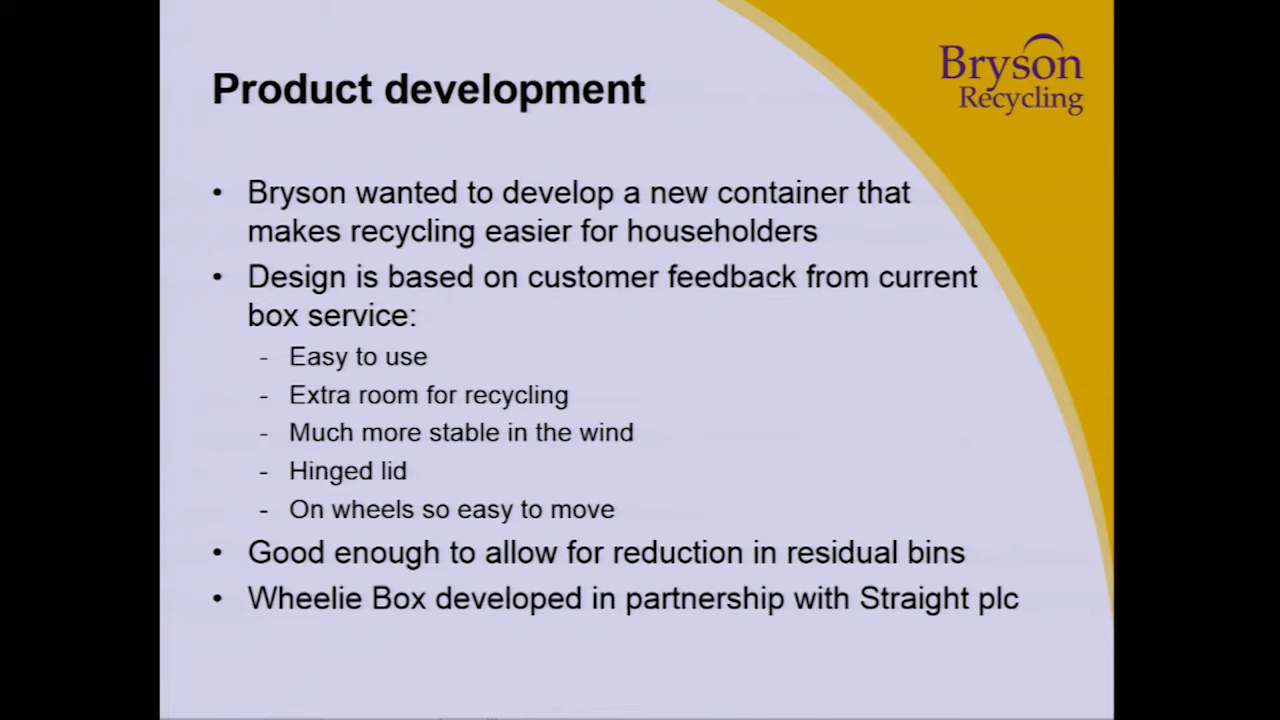 Bryson
Recycling
Product development
• Bryson wanted to develop a new container that
makes recycling easier for householders
• Design is based on customer feedback from current
box service:
- Easy to use
- Extra room for recycling
- Much more stable in the wind
- Hinged lid
- On wheels so easy to move
• Good enough to allow for reduction in residual bins
• Wheelie Box developed in partnership with Straight plc